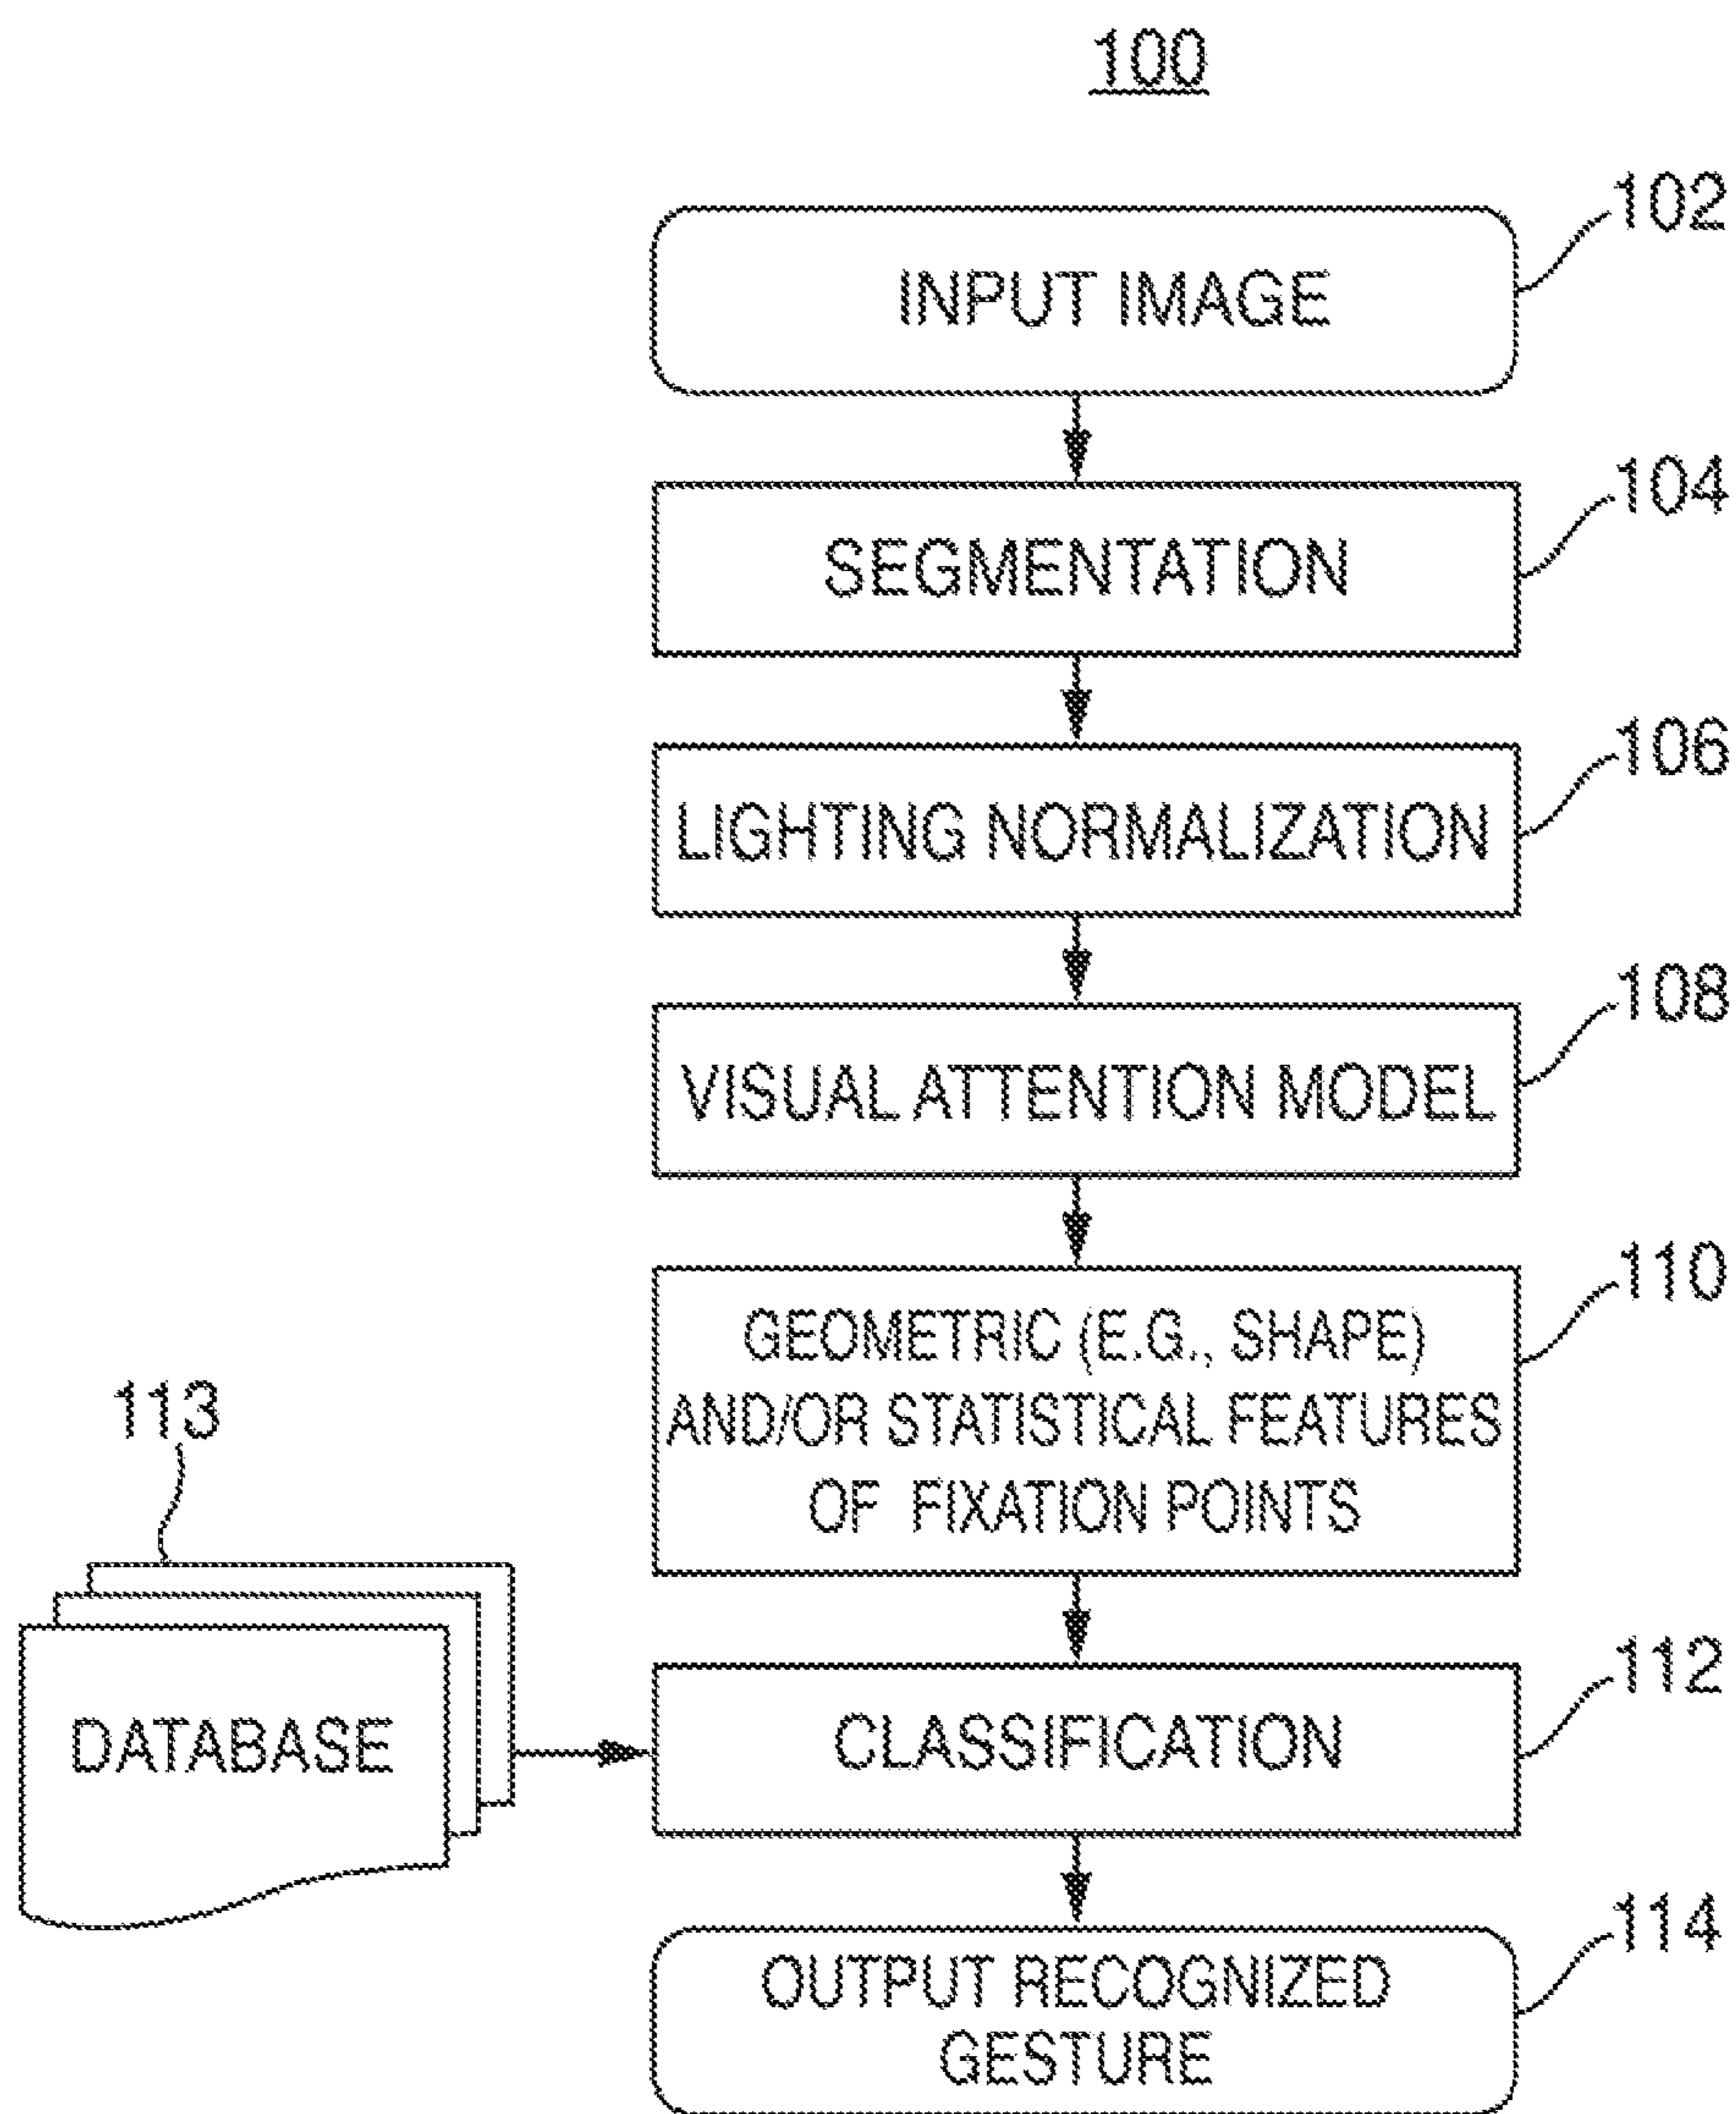 100
102
INPUT IMAGE
104
SEGMENTATION
106
LIGHTING NORMALIZATION
108
VISUAL ATTENTION MODEL
110
GEOMETRIC (E.G., SHAPE)
AND/OR STATISTICAL FEATURES
OF FIXATION POINTS
113
DATABASE
112
CLASSIFICATION
114
OUTPUT RECOGNIZED
GESTURE